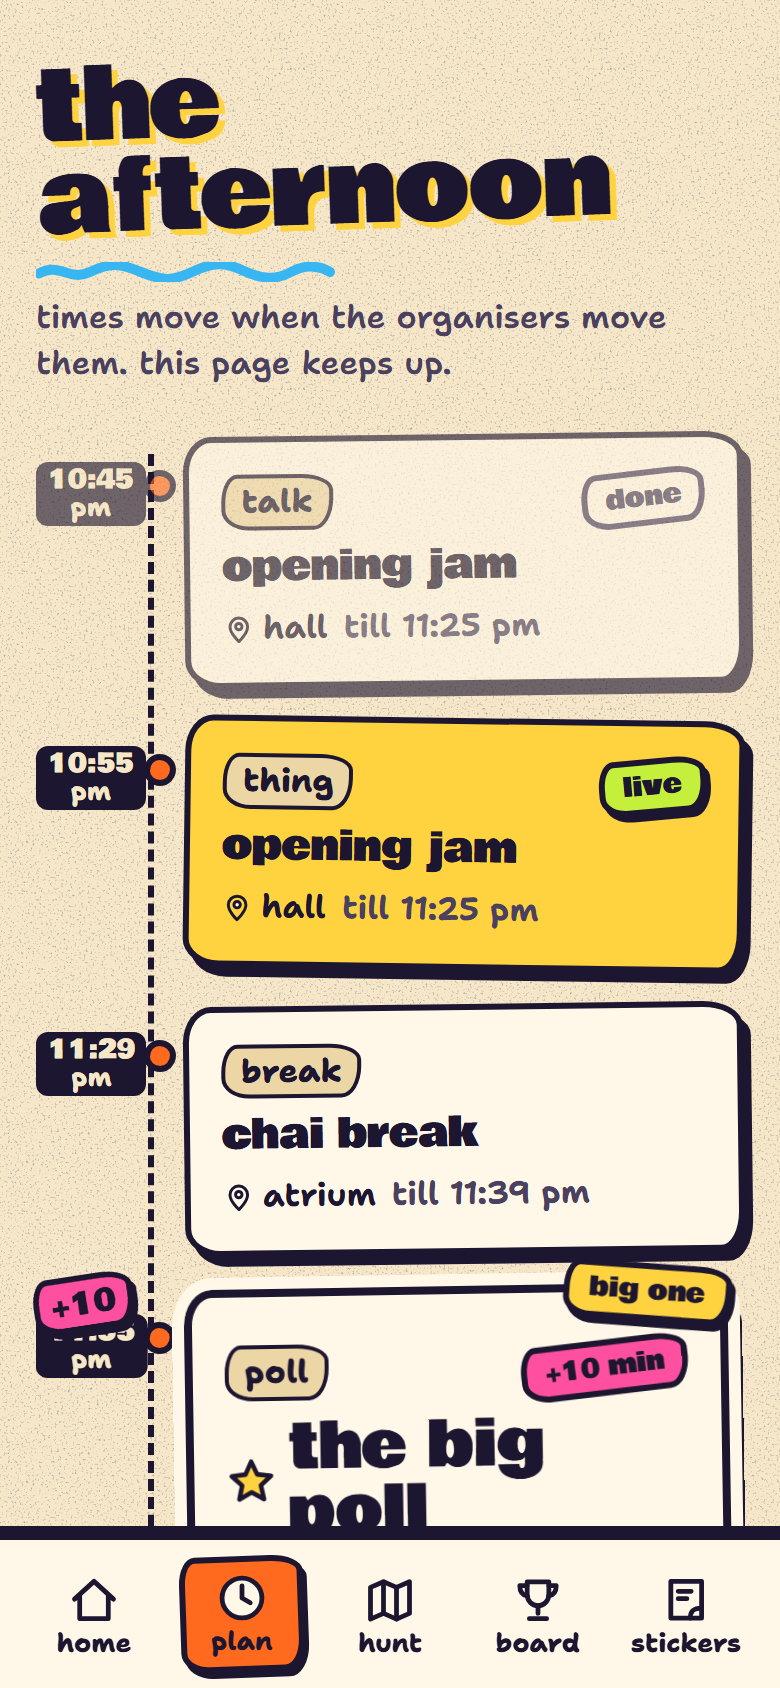 the
afternoon
times move when the organisers move
them. this page keeps up.
10:45
pm
talk
done
opening jam
hall till 11:25 pm
10:55
pm
thing
live
opening jam
hall till 11:25 pm
11:29
pm
break
chai break
atrium till 11:39 pm
+10
pm
big one
poll
+10 min
the big
poll
home
plan
hunt
board
stickers